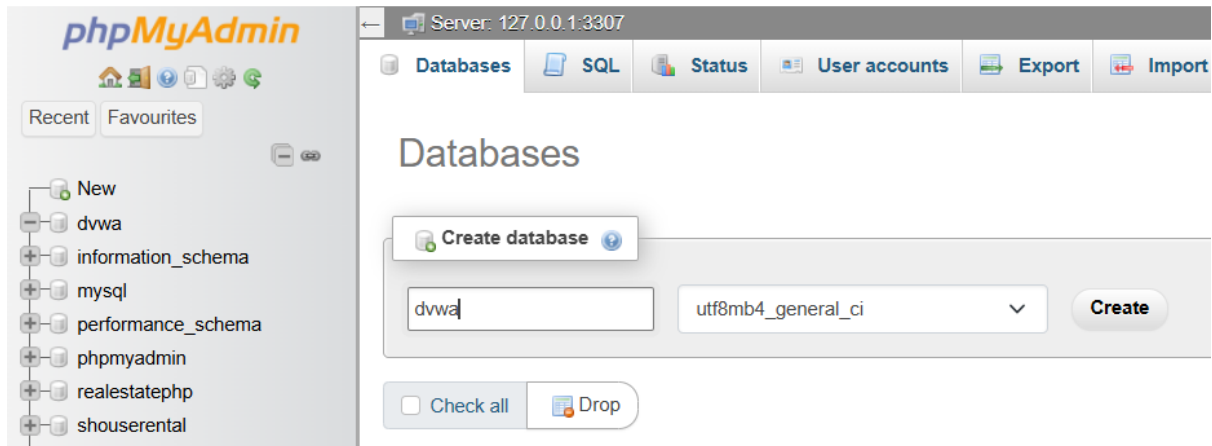 phpMyAdmin
Recent Favourites
New
dvwa
information_schema
mysql
performance_schema
phpmyadmin
realestatephp
shouserental
Server: 127.0.0.1:3307
Databases SQL Status User accounts Export Import
Databases
Create database
dvwa utf8mb4_general_ci Create
Check all Drop